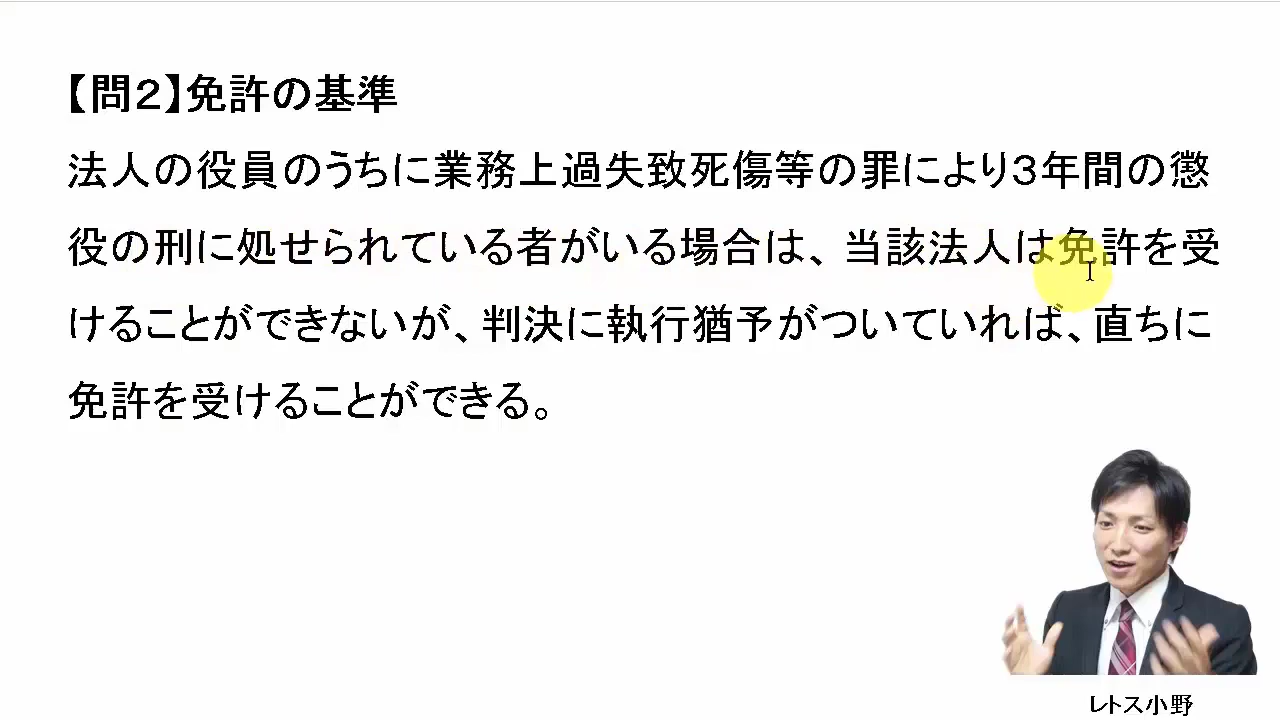 【問２】免許の基準
法人の役員のうちに業務上過失致死傷等の罪により３年間の懲
役の刑に処せられている者がいる場合は、当該法人は免許を受
けることができないが、判決に執行猶予がついていれば、直ちに
免許を受けることができる。
レトス小野